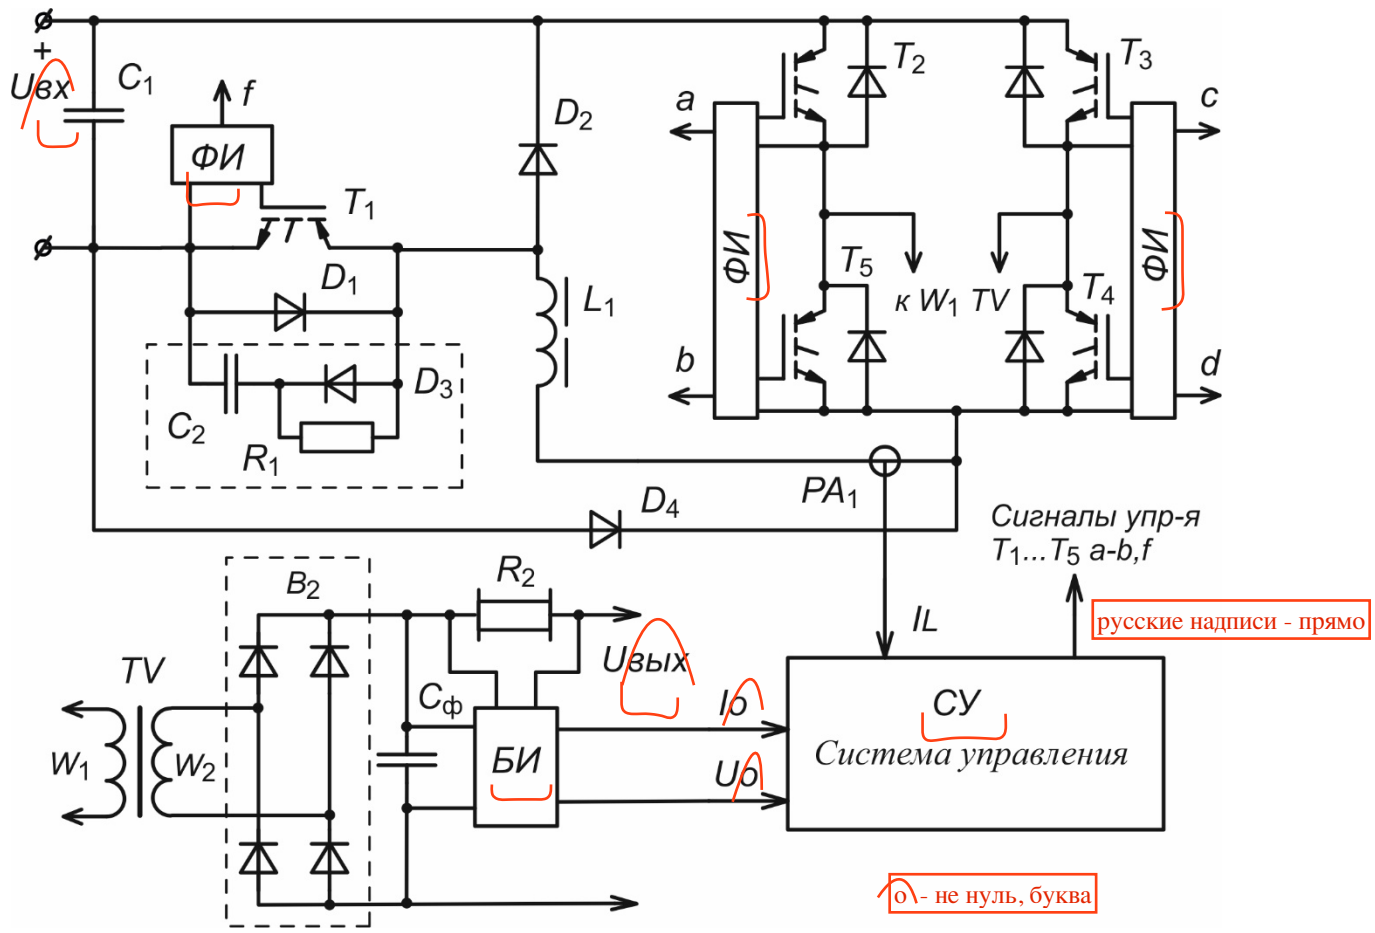 +
Uвх
C1
f
ФИ
T1
D1
D2
L1
C2
D3
R1
a
b
ФИ
T2
T5
к W1 TV
T3
T4
c
d
ФИ
PA1
D4
Сигналы упр-я
T1...T5 a-b,f
IL
русские надписи - прямо
B2
R2
Uвых
TV
W1
W2
Cф
БИ
Io
Uo
СУ
Система управления
о - не нуль, буква